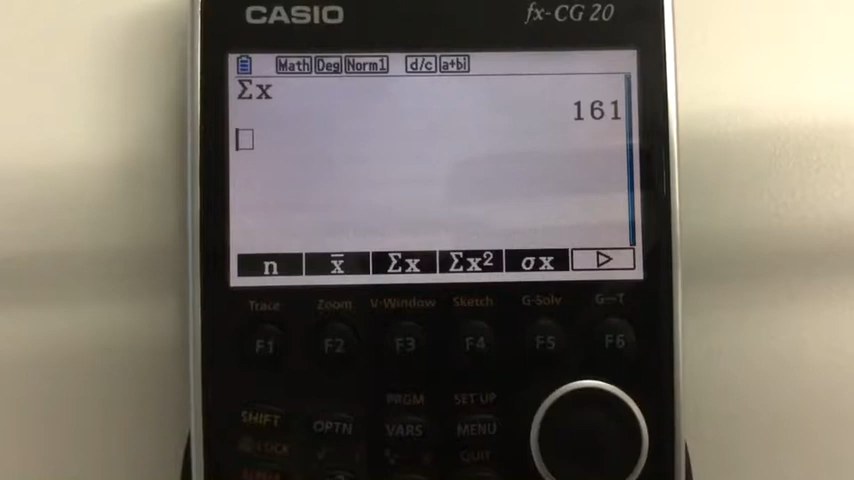 CASIO fx-CG 20
Math Deg Norm1 d/c a+bi
Σx
161
n x̄ Σx Σx² σx ▷
Trace Zoom V-Window Sketch G-Solv G↔T
F1 F2 F3 F4 F5 F6
PRGM SET UP
SHIFT OPTN VARS MENU
QUIT